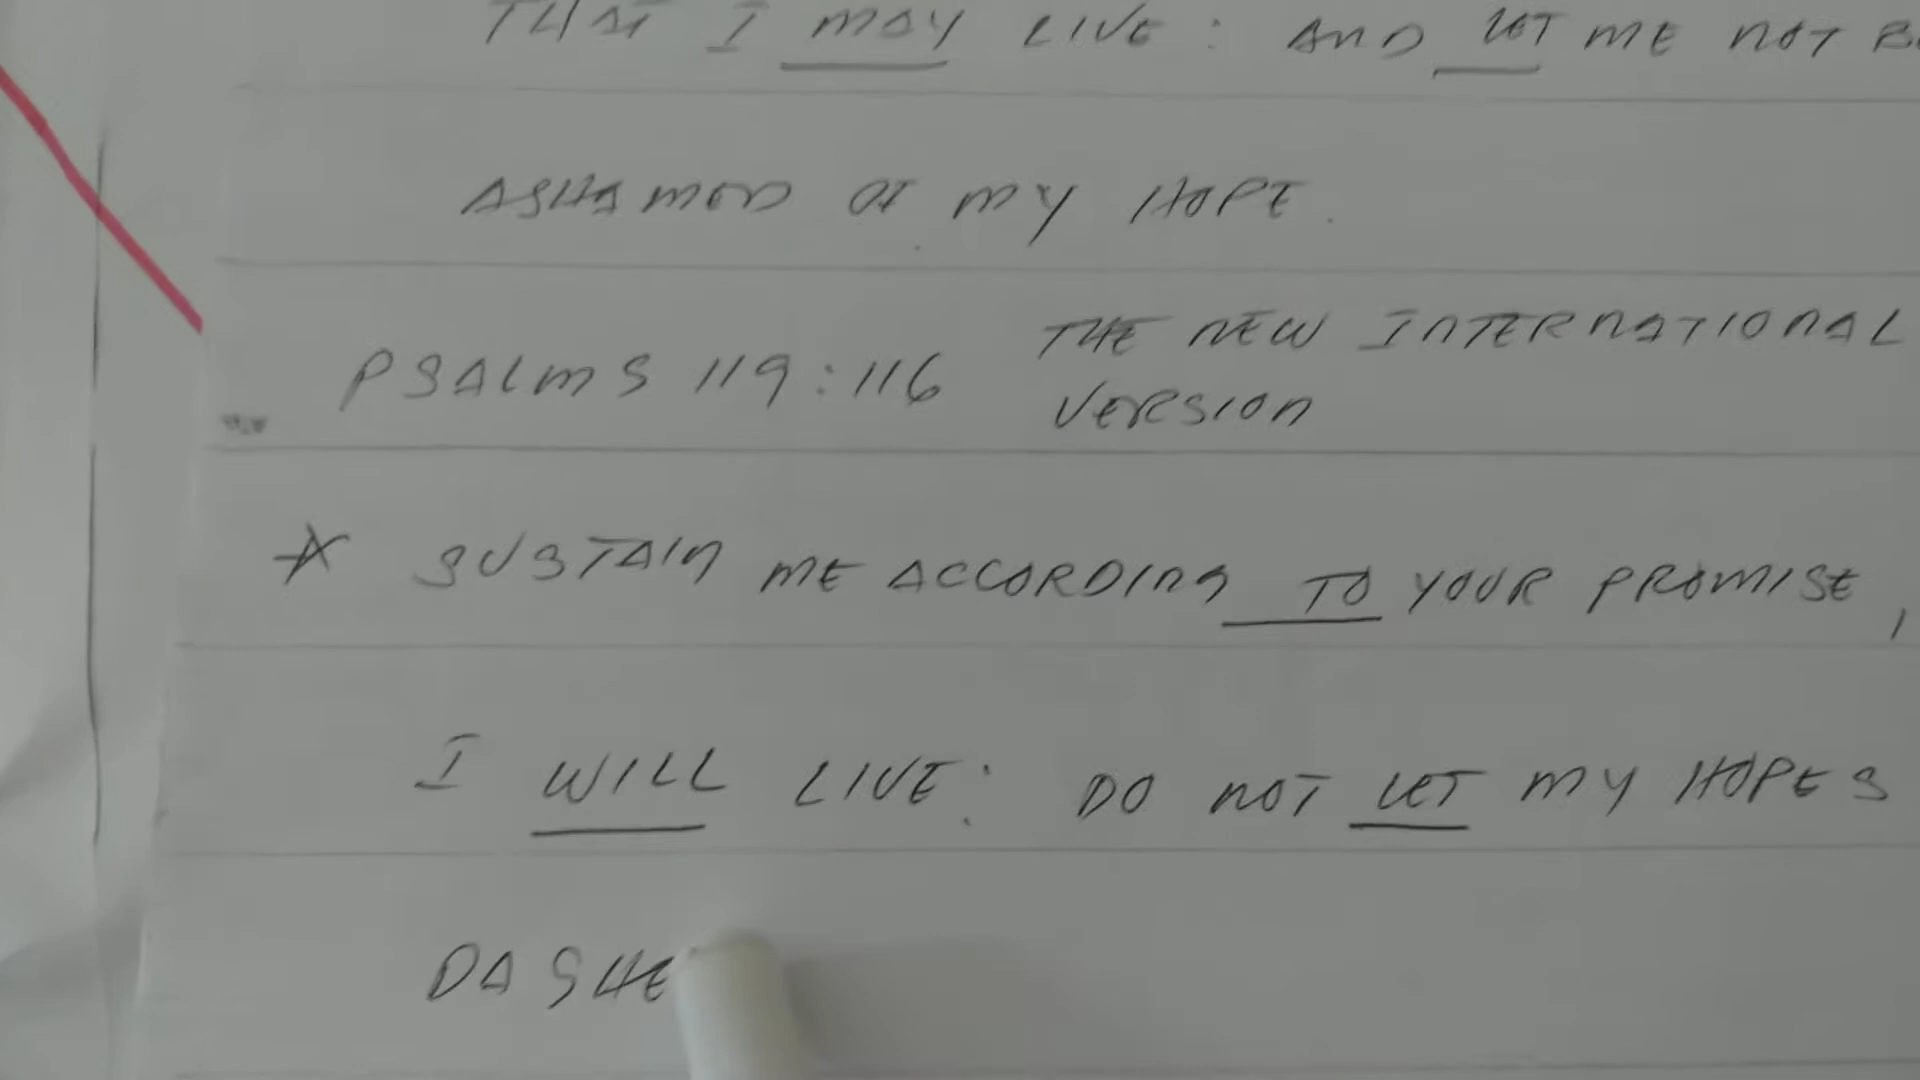 THAT I MAY LIVE: AND LET ME NOT BE
ASHAMED OF MY HOPE.
PSALMS 119:116 THE NEW INTERNATIONAL
VERSION
* SUSTAIN ME ACCORDING TO YOUR PROMISE,
I WILL LIVE: DO NOT LET MY HOPES
DASHE